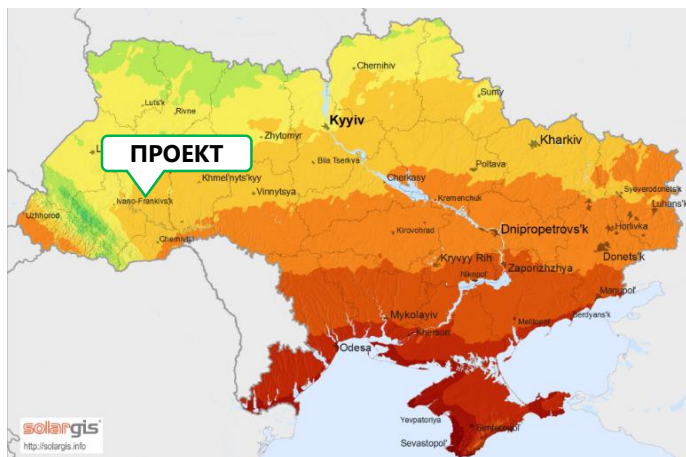 Chernihiv
Luts'k
Rivne
Sumy
Kyyiv
Zhytomyr
Kharkiv
ПРОЕКТ
L
Bila Tserkva
Poltava
Khmel'nyts'kyy
Cherkasy
Vinnytsya
Syeverodonets'k
Ivano-Frankivs'k
Kremenchuk
Luhans'k
Uzhhorod
Dnipropetrovs'k
Horlivka
Kirovohrad
Chernivtsi
Donets'k
Kryvyy Rih
Zaporizhzhya
Nikopol'
Mariupol'
Mykolayiv
Melitopol'
Berdyans'k
Kherson
Odesa
Yevpatoriya
Simferopol'
Sevastopol'
solargis
http://solargis.info